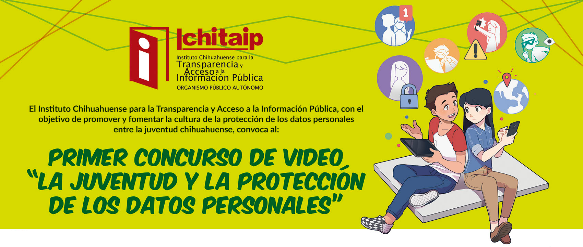 Ichitaip
Instituto Chihuahuense para la
Transparencia y
Acceso a la
Información Pública
ORGANISMO PÚBLICO AUTÓNOMO
1
El Instituto Chihuahuense para la Transparencia y Acceso a la Información Pública, con el
objetivo de promover y fomentar la cultura de la protección de los datos personales
entre la juventud chihuahuense, convoca al:
PRIMER CONCURSO DE VIDEO
“LA JUVENTUD Y LA PROTECCIÓN
DE LOS DATOS PERSONALES”